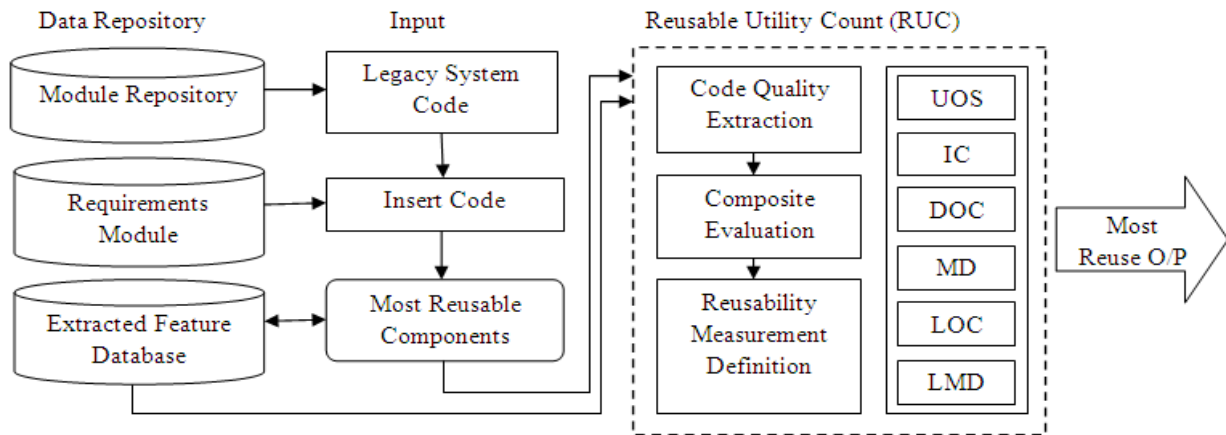 Data Repository
Input
Reusable Utility Count (RUC)
Module Repository
Legacy System
Code
Requirements
Module
Insert Code
Extracted Feature
Database
Most Reusable
Components
Code Quality
Extraction
Composite
Evaluation
Reusability
Measurement
Definition
UOS
IC
DOC
MD
LOC
LMD
Most
Reuse O/P